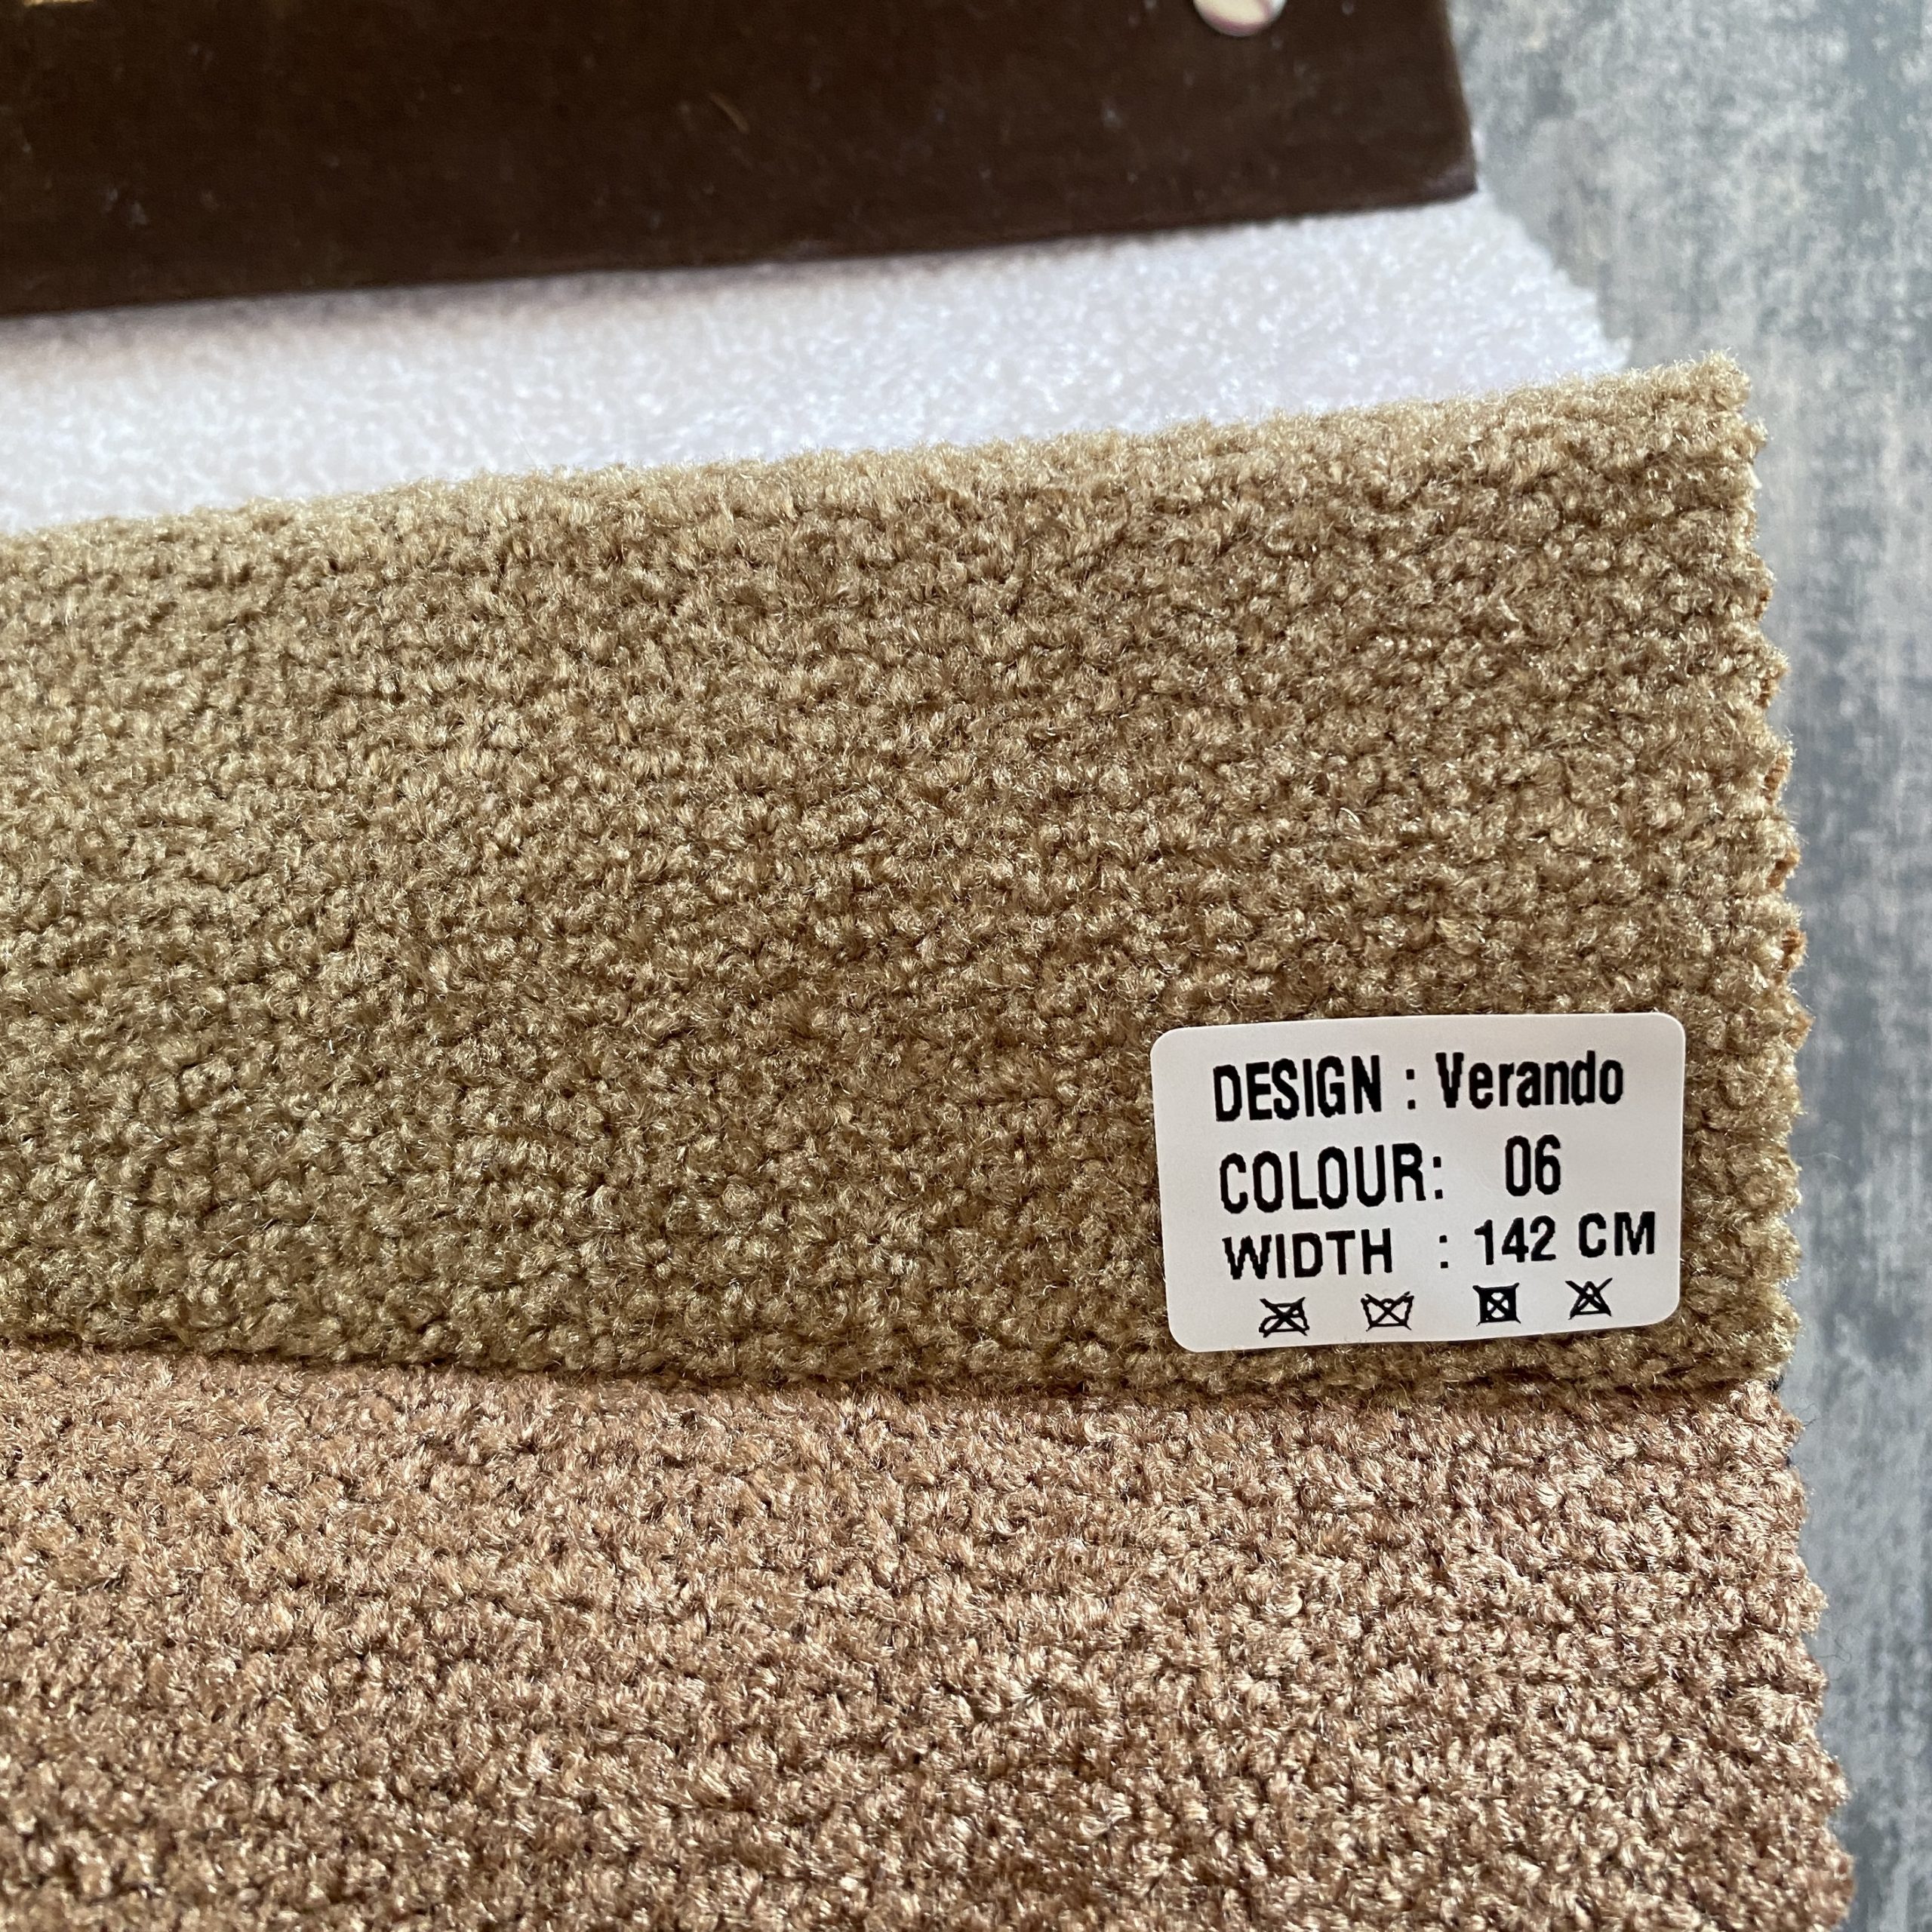 DESIGN : Verando
COLOUR: 06
WIDTH : 142 CM